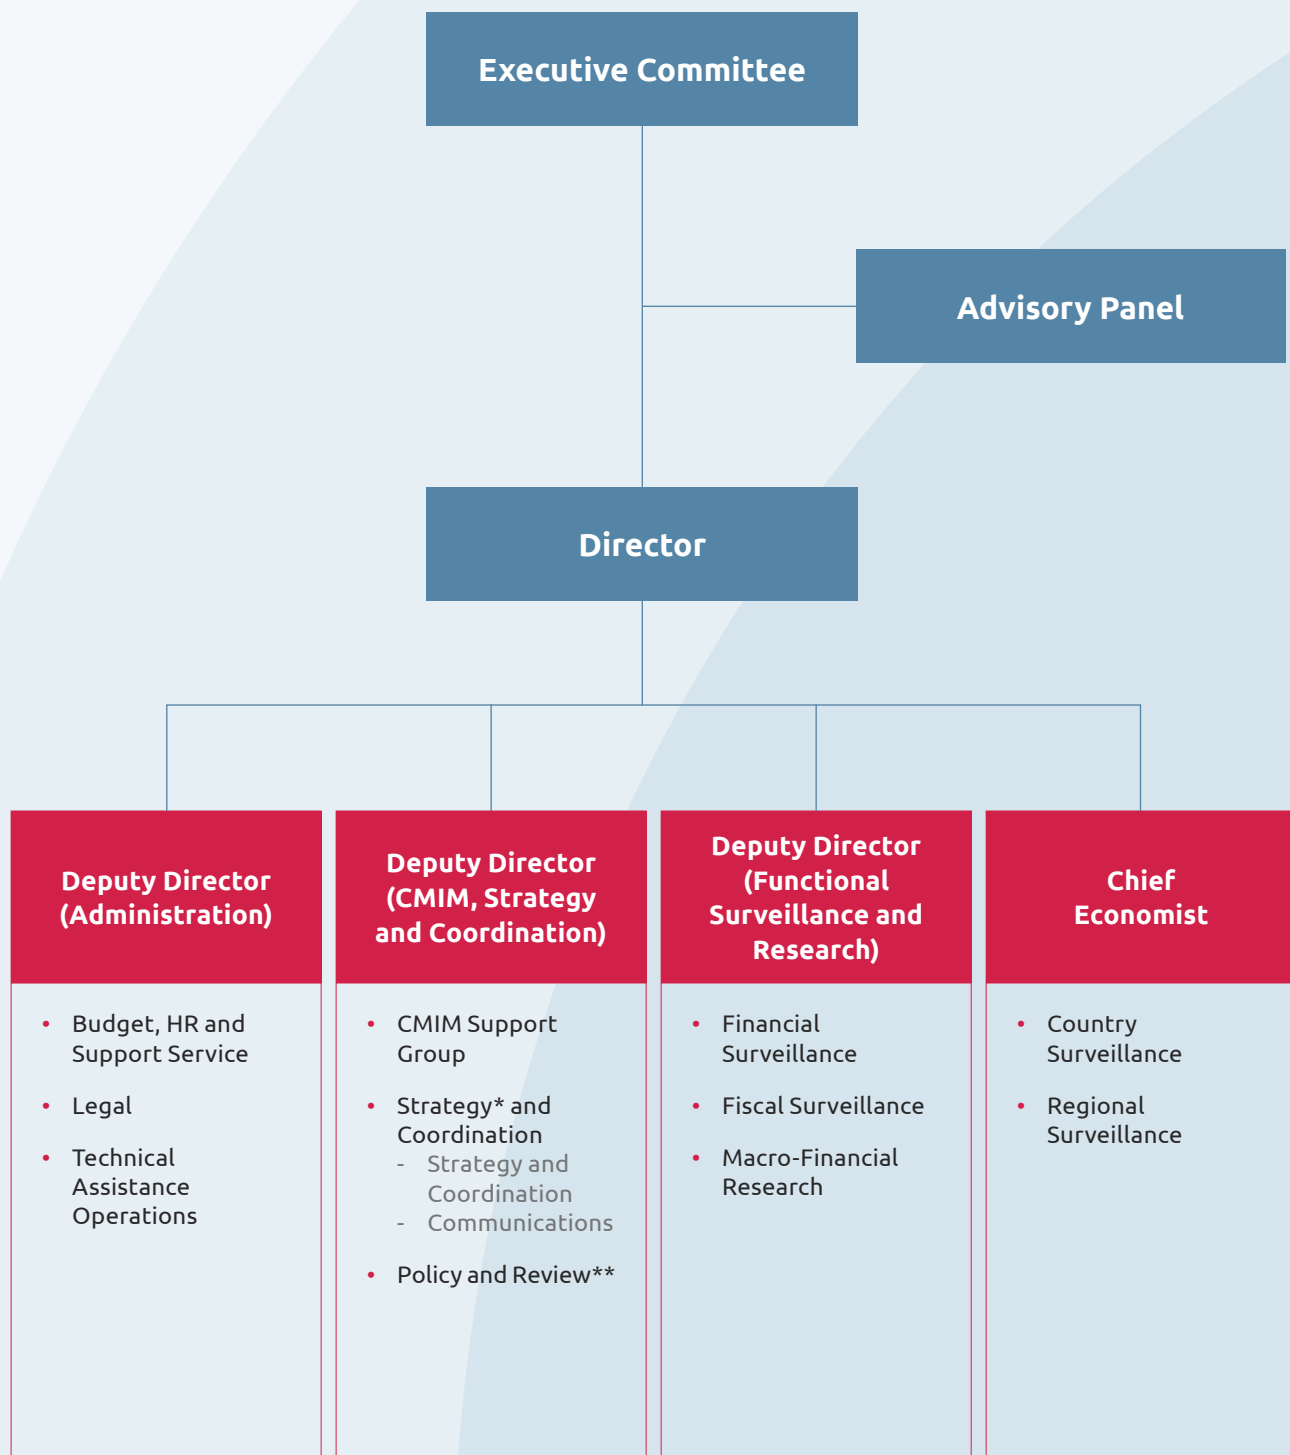 Executive Committee
Advisory Panel
Director
Deputy Director
(Administration)
• Budget, HR and
Support Service
• Legal
• Technical
Assistance
Operations
Deputy Director
(CMIM, Strategy
and Coordination)
• CMIM Support
Group
• Strategy* and
Coordination
- Strategy and
Coordination
- Communications
• Policy and Review**
Deputy Director
(Functional
Surveillance and
Research)
• Financial
Surveillance
• Fiscal Surveillance
• Macro-Financial
Research
Chief
Economist
• Country
Surveillance
• Regional
Surveillance